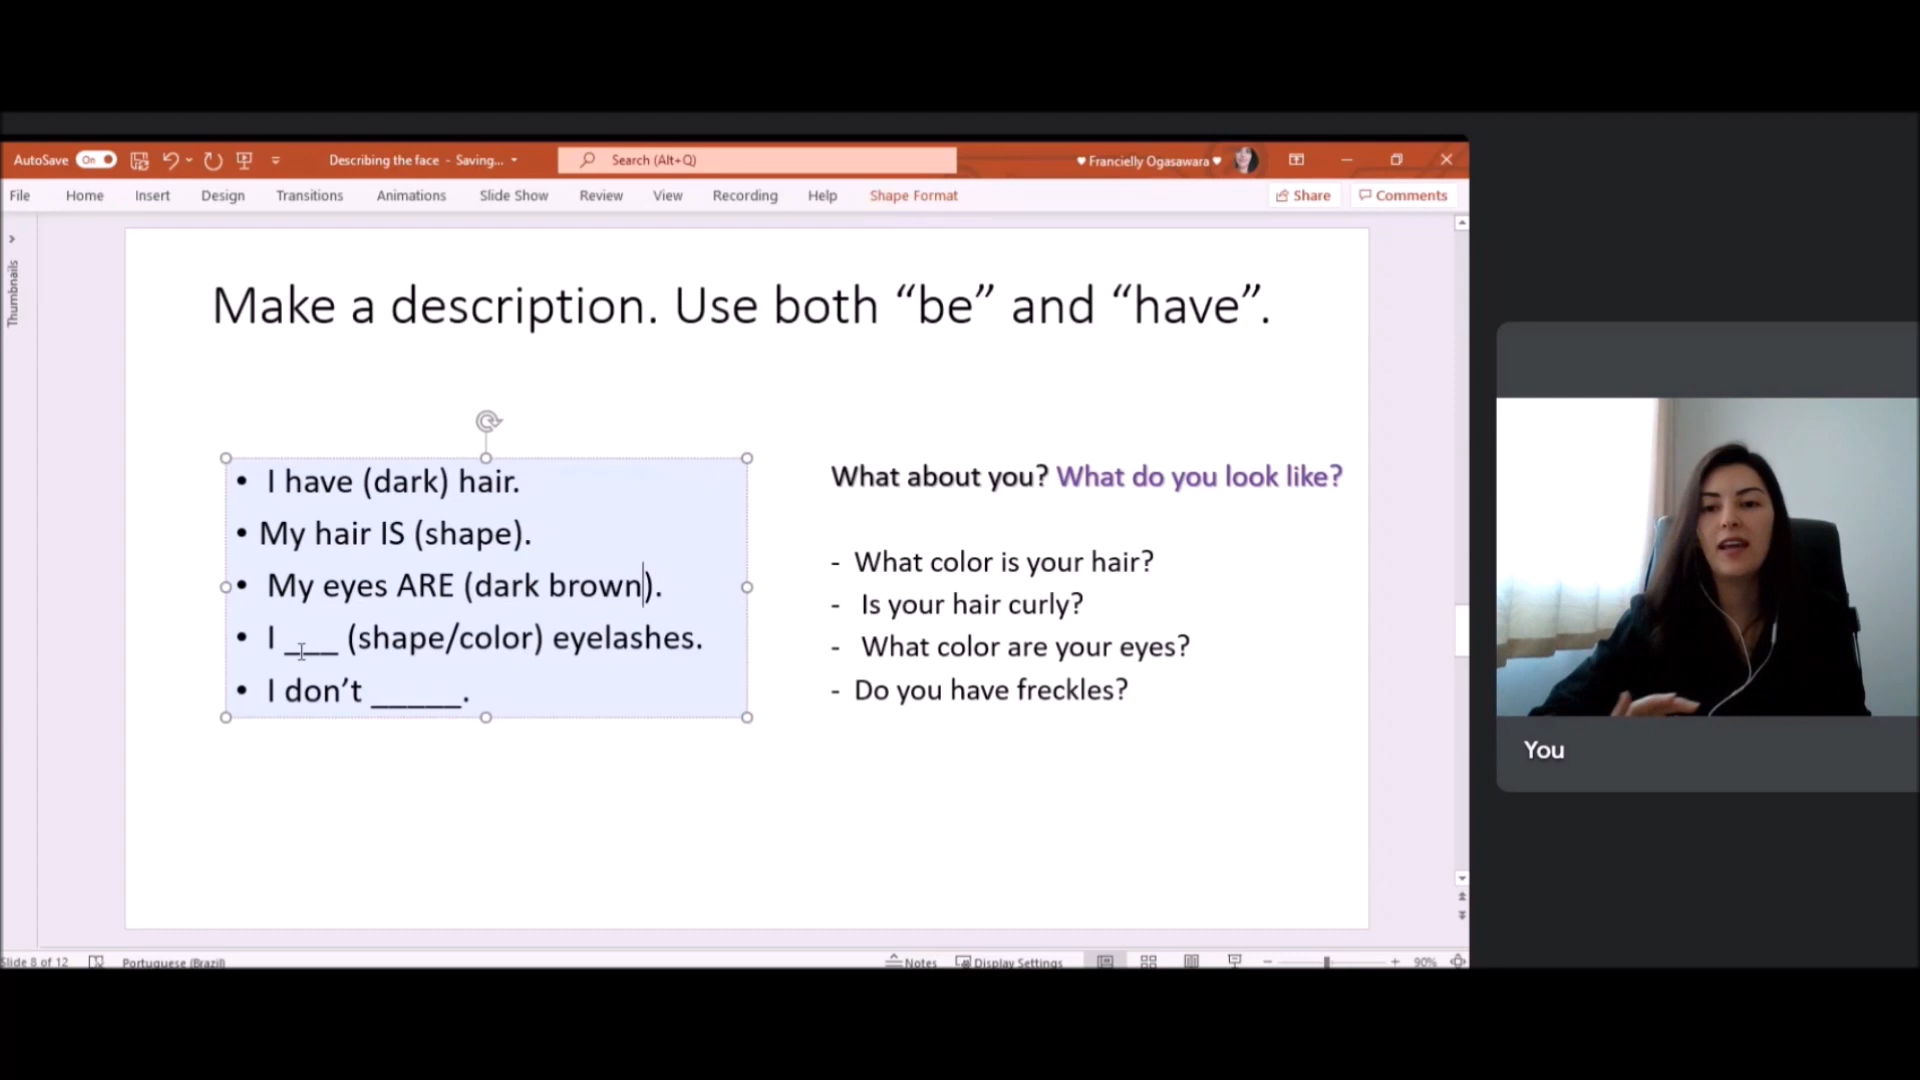 AutoSave On Describing the face - Saving... Search (Alt+Q) ♥ Francielly Ogasawara ♥
File Home Insert Design Transitions Animations Slide Show Review View Recording Help Shape Format Share Comments
Thumbnails
Make a description. Use both “be” and “have”.
• I have (dark) hair.
• My hair IS (shape).
• My eyes ARE (dark brown).
• I ___ (shape/color) eyelashes.
• I don’t _____.
What about you? What do you look like?
- What color is your hair?
- Is your hair curly?
- What color are your eyes?
- Do you have freckles?
You
Slide 8 of 12 Portuguese (Brazil) Notes Display Settings 90%